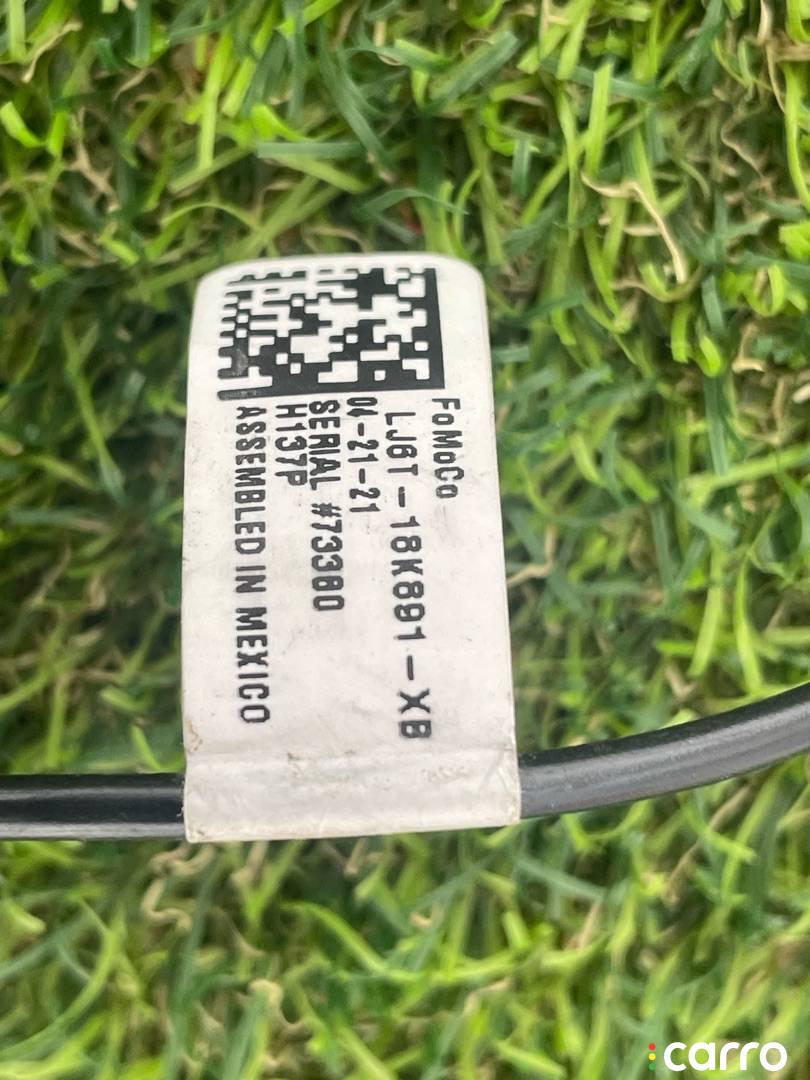 FoMoCo
LJ6T-18K891-XB
04-21-21
SERIAL #73380
H137P
ASSEMBLED IN MEXICO
carro